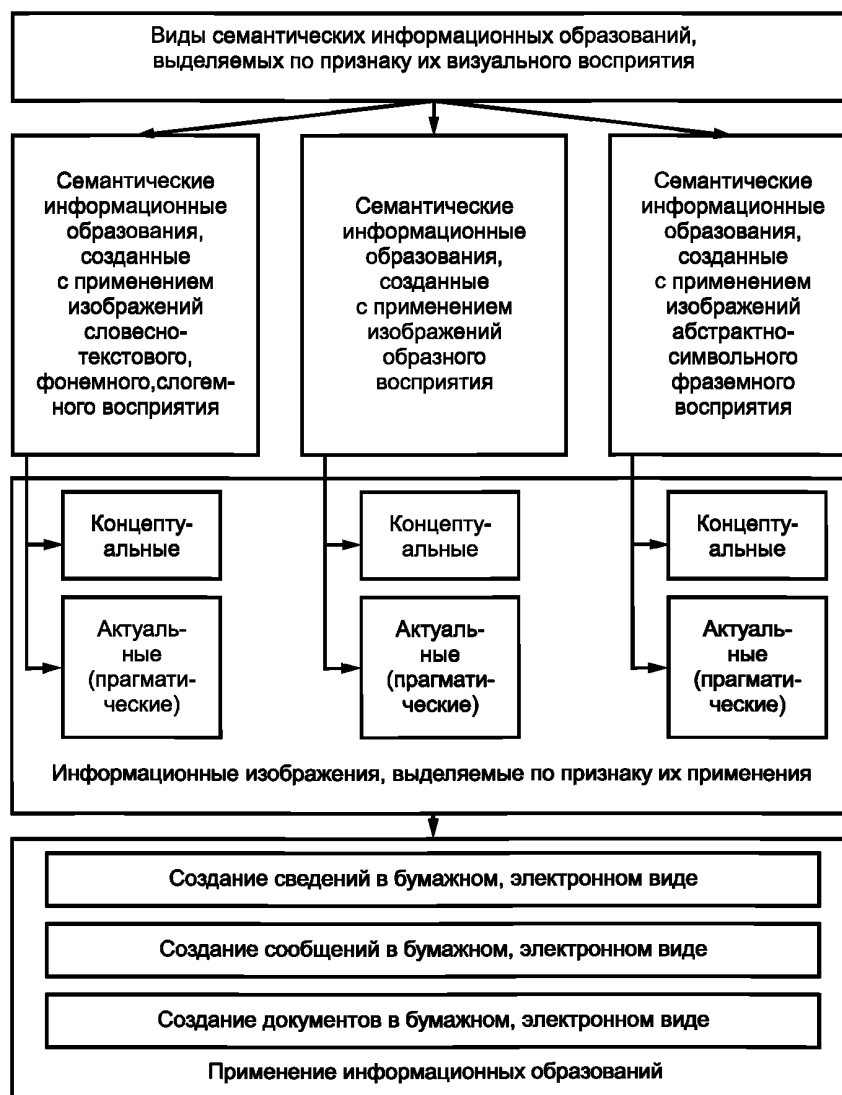 Виды семантических информационных образований,
выделяемых по признаку их визуального восприятия
Семантические
информационные
образования,
созданные
с применением
изображений
словесно-
текстового,
фонемного,слогем-
ного восприятия
Семантические
информационные
образования,
созданные
с применением
изображений
образного
восприятия
Семантические
информационные
образования,
созданные
с применением
изображений
абстрактно-
символьного
фраземного
восприятия
Концепту-
альные
Концепту-
альные
Концепту-
альные
Актуаль-
ные
(прагмати-
ческие)
Актуаль-
ные
(прагмати-
ческие)
Актуаль-
ные
(прагмати-
ческие)
Информационные изображения, выделяемые по признаку их применения
Создание сведений в бумажном, электронном виде
Создание сообщений в бумажном, электронном виде
Создание документов в бумажном, электронном виде
Применение информационных образований